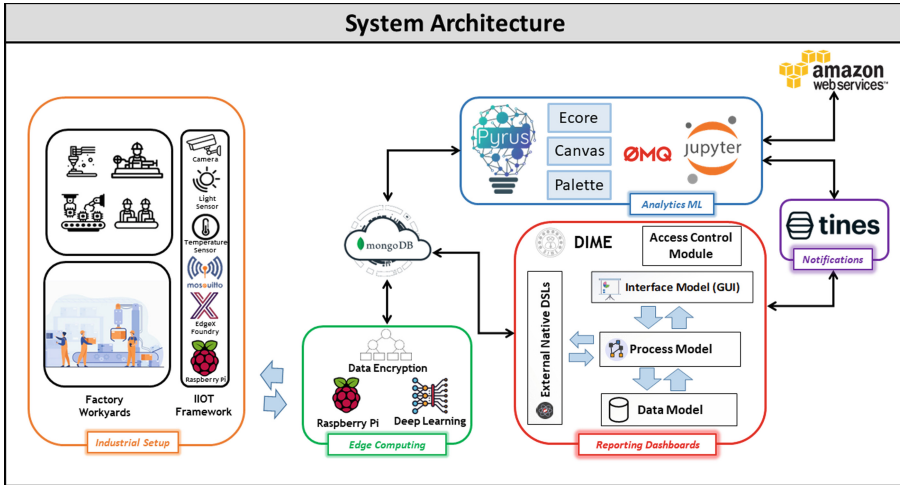 System Architecture
amazon
webservices™
Pyrus
Ecore
Canvas
Palette
ØMQ
jupyter
Analytics ML
Camera
Light
Sensor
Temperature
Sensor
mosquitto
EdgeX
Foundry
Raspberry Pi
Factory
Workyards
IIOT
Framework
Industrial Setup
mongoDB
Data Encryption
Raspberry Pi
Deep Learning
Edge Computing
DIME
Access Control
Module
External Native DSLs
Interface Model (GUI)
Process Model
Data Model
Reporting Dashboards
tines
Notifications